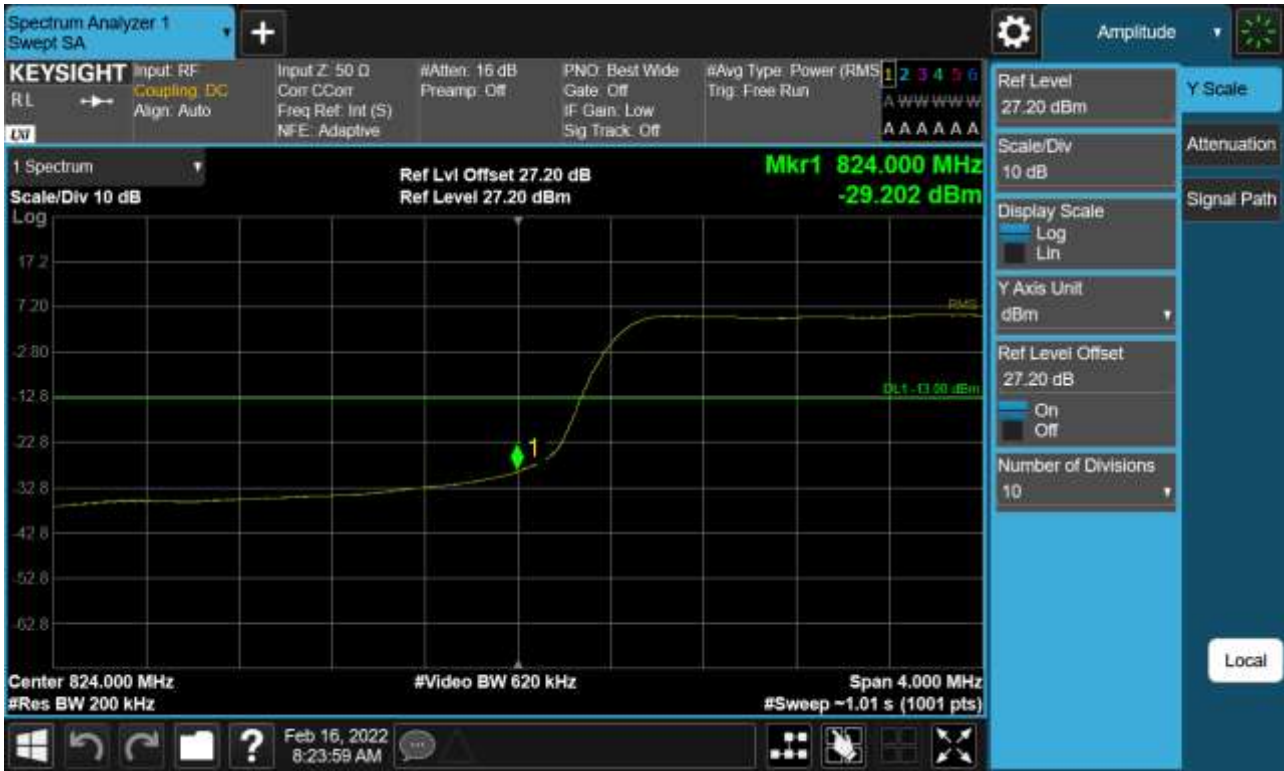 Spectrum Analyzer 1
Swept SA
+
Amplitude
KEYSIGHT
RL
LXI
Input: RF
Coupling: DC
Align: Auto
Input Z: 50 Ω
Corr CCorr
Freq Ref: Int (S)
NFE: Adaptive
#Atten: 16 dB
Preamp: Off
PNO: Best Wide
Gate: Off
IF Gain: Low
Sig Track: Off
#Avg Type: Power (RMS
Trig: Free Run
1 2 3 4 5 6
A W W W W W
A A A A A A
1 Spectrum
Scale/Div 10 dB
Ref Lvl Offset 27.20 dB
Ref Level 27.20 dBm
Mkr1 824.000 MHz
-29.202 dBm
Log
17.2
7.20
-2.80
-12.8
-22.8
-32.8
-42.8
-52.8
-62.8
RMS
DL1 -13.00 dBm
1
Center 824.000 MHz
#Res BW 200 kHz
#Video BW 620 kHz
Span 4.000 MHz
#Sweep ~1.01 s (1001 pts)
Ref Level
27.20 dBm
Scale/Div
10 dB
Display Scale
Log
Lin
Y Axis Unit
dBm
Ref Level Offset
27.20 dB
On
Off
Number of Divisions
10
Y Scale
Attenuation
Signal Path
Local
?
Feb 16, 2022
8:23:59 AM